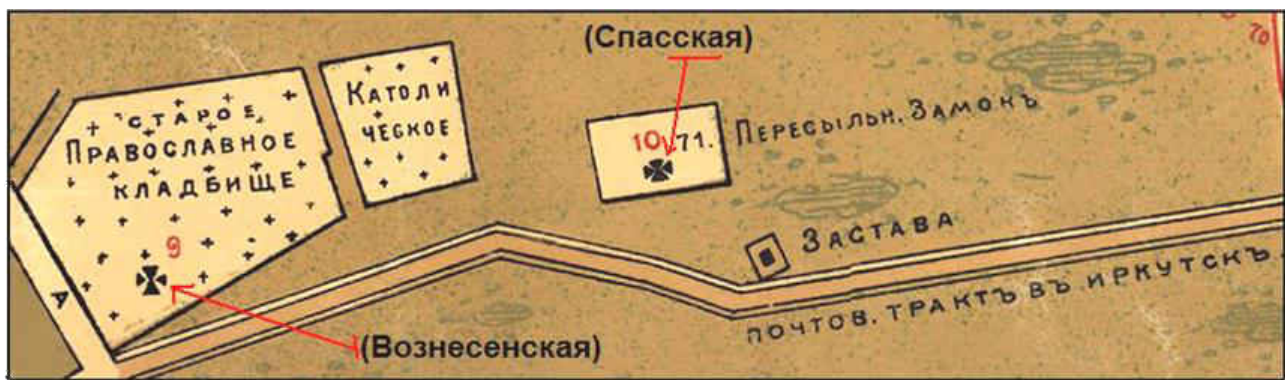 (Спасская)
70
КАТОЛИ
ЧЕСКОЕ
СТАРОЕ
ПРАВОСЛАВНОЕ
КЛАДБИЩЕ
10.
71.
ПЕРЕСЫЛЬН. ЗАМОКЪ
9
ЗАСТАВА
ПОЧТОВ. ТРАКТЪ ВЪ ИРКУТСКЪ.
А
(Вознесенская)